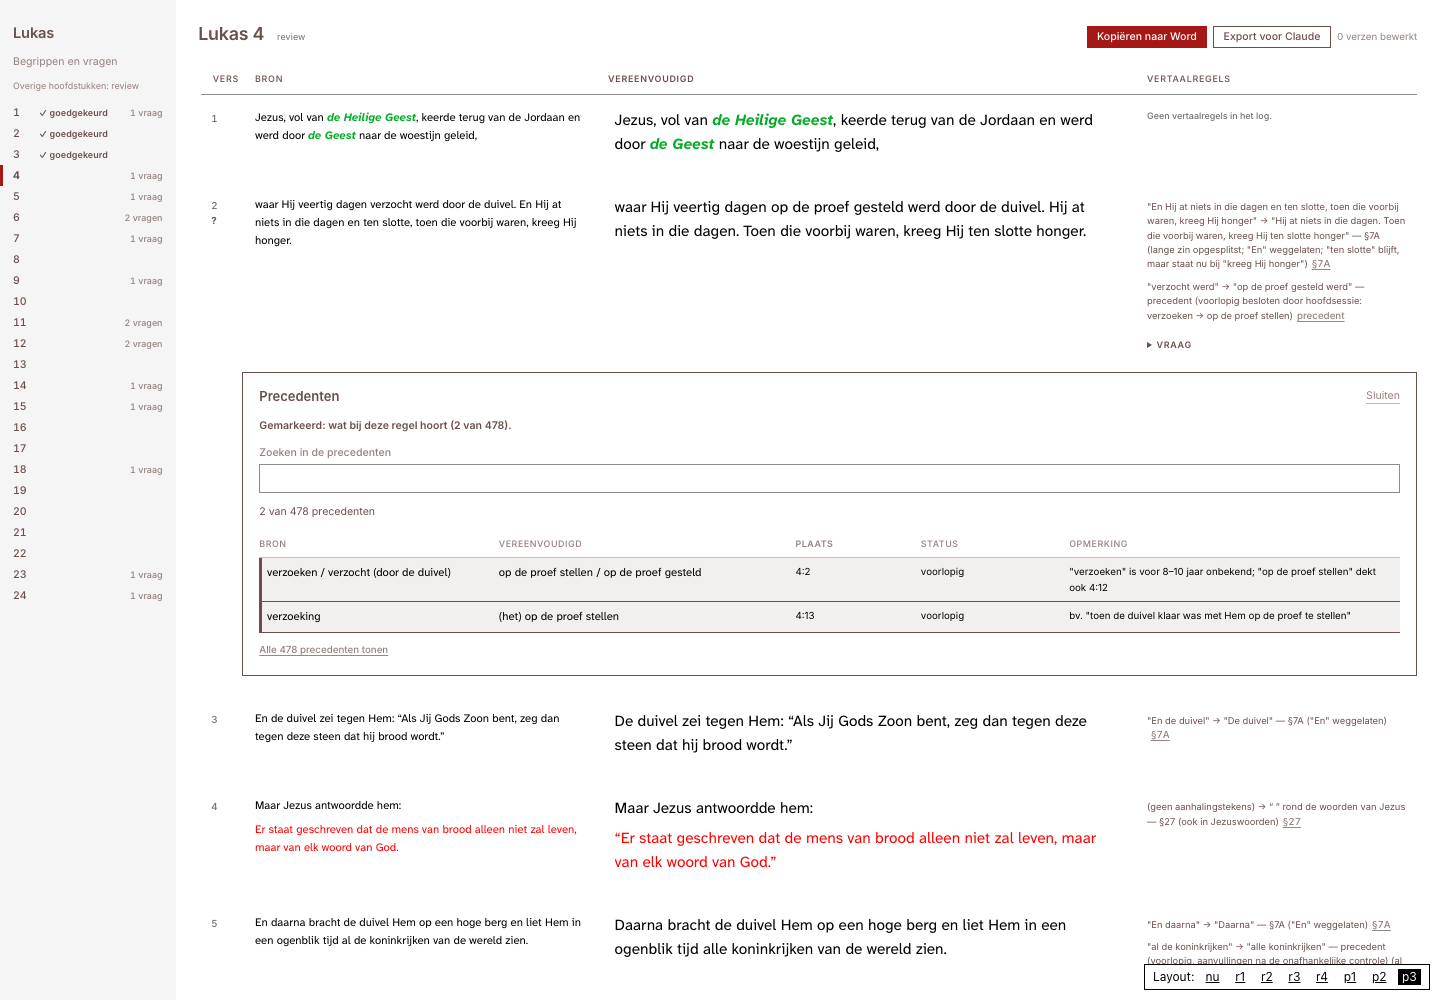 Lukas
Begrippen en vragen
Overige hoofdstukken: review
1 ✓ goedgekeurd 1 vraag
2 ✓ goedgekeurd
3 ✓ goedgekeurd
4 1 vraag
5 1 vraag
6 2 vragen
7 1 vraag
8
9 1 vraag
10
11 2 vragen
12 2 vragen
13
14 1 vraag
15 1 vraag
16
17
18 1 vraag
19
20
21
22
23 1 vraag
24 1 vraag
Lukas 4 review
Kopiëren naar Word Export voor Claude 0 verzen bewerkt
VERS BRON VEREENVOUDIGD VERTAALREGELS
1
Jezus, vol van de Heilige Geest, keerde terug van de Jordaan en
werd door de Geest naar de woestijn geleid,
Jezus, vol van de Heilige Geest, keerde terug van de Jordaan en werd
door de Geest naar de woestijn geleid,
Geen vertaalregels in het log.
2
?
waar Hij veertig dagen verzocht werd door de duivel. En Hij at
niets in die dagen en ten slotte, toen die voorbij waren, kreeg Hij
honger.
waar Hij veertig dagen op de proef gesteld werd door de duivel. Hij at
niets in die dagen. Toen die voorbij waren, kreeg Hij ten slotte honger.
"En Hij at niets in die dagen en ten slotte, toen die voorbij
waren, kreeg Hij honger" → "Hij at niets in die dagen. Toen
die voorbij waren, kreeg Hij ten slotte honger" — §7A
(lange zin opgesplitst; "En" weggelaten; "ten slotte" blijft,
maar staat nu bij "kreeg Hij honger") §7A
"verzocht werd" → "op de proef gesteld werd" —
precedent (voorlopig besloten door hoofdsessie:
verzoeken → op de proef stellen) precedent
▶ VRAAG
Precedenten Sluiten
Gemarkeerd: wat bij deze regel hoort (2 van 478).
Zoeken in de precedenten
2 van 478 precedenten
BRON VEREENVOUDIGD PLAATS STATUS OPMERKING
verzoeken / verzocht (door de duivel) op de proef stellen / op de proef gesteld 4:2 voorlopig "verzoeken" is voor 8–10 jaar onbekend; "op de proef stellen" dekt
ook 4:12
verzoeking (het) op de proef stellen 4:13 voorlopig bv. "toen de duivel klaar was met Hem op de proef te stellen"
Alle 478 precedenten tonen
3
En de duivel zei tegen Hem: “Als Jij Gods Zoon bent, zeg dan
tegen deze steen dat hij brood wordt.”
De duivel zei tegen Hem: “Als Jij Gods Zoon bent, zeg dan tegen deze
steen dat hij brood wordt.”
"En de duivel" → "De duivel" — §7A ("En" weggelaten)
§7A
4
Maar Jezus antwoordde hem:
Er staat geschreven dat de mens van brood alleen niet zal leven,
maar van elk woord van God.
Maar Jezus antwoordde hem:
“Er staat geschreven dat de mens van brood alleen niet zal leven, maar
van elk woord van God.”
(geen aanhalingstekens) → “ ” rond de woorden van Jezus
— §27 (ook in Jezuswoorden) §27
5
En daarna bracht de duivel Hem op een hoge berg en liet Hem in
een ogenblik tijd al de koninkrijken van de wereld zien.
Daarna bracht de duivel Hem op een hoge berg en liet Hem in een
ogenblik tijd alle koninkrijken van de wereld zien.
"En daarna" → "Daarna" — §7A ("En" weggelaten) §7A
"al de koninkrijken" → "alle koninkrijken" — precedent
(voorlopig, aanvullingen na de onafhankelijke controle) (al
Layout: nu r1 r2 r3 r4 p1 p2 p3